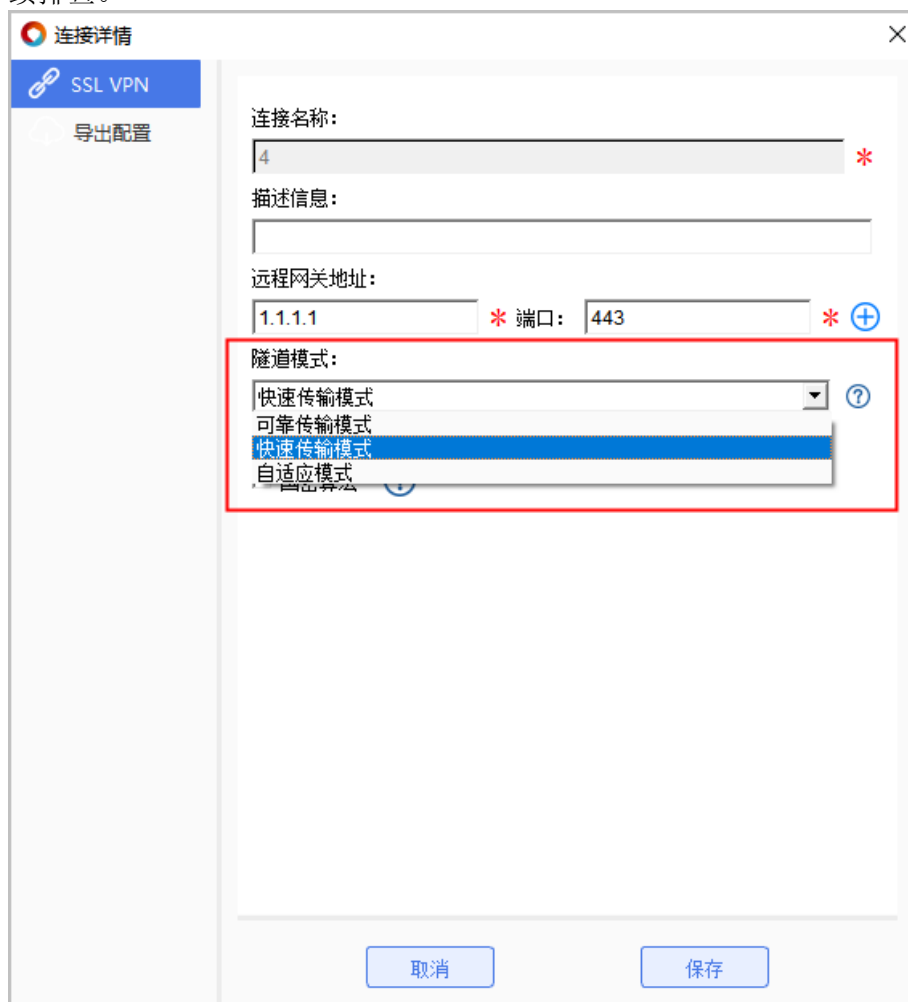 连接详情
SSL VPN
导出配置
连接名称：
4
*
描述信息：
远程网关地址：
1.1.1.1 * 端口： 443 *
隧道模式：
快速传输模式
可靠传输模式
快速传输模式
自适应模式
取消
保存